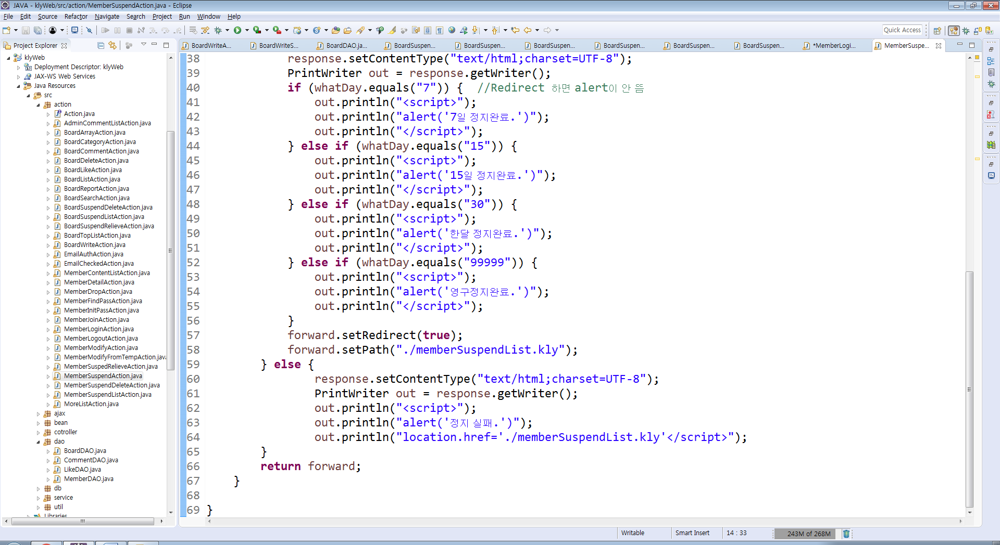 JAVA - klyWeb/src/action/MemberSuspendAction.java - Eclipse
File Edit Source Refactor Navigate Search Project Run Window Help
Quick Access
Project Explorer
BoardWriteA...
BoardWriteS...
BoardDAO.ja...
BoardSuspen...
BoardSuspen...
BoardSuspen...
BoardSuspen...
BoardSuspen...
BoardSuspen...
*MemberLogi...
MemberSuspe...
klyWeb
Deployment Descriptor: klyWeb
JAX-WS Web Services
Java Resources
src
action
Action.java
AdminCommentListAction.java
BoardArrayAction.java
BoardCategoryAction.java
BoardCommentAction.java
BoardDeleteAction.java
BoardLikeAction.java
BoardListAction.java
BoardReportAction.java
BoardSearchAction.java
BoardSuspendDeleteAction.java
BoardSuspendListAction.java
BoardSuspendRelieveAction.java
BoardTopListAction.java
BoardWriteAction.java
EmailAuthAction.java
EmailCheckedAction.java
MemberContentListAction.java
MemberDetailAction.java
MemberDropAction.java
MemberFindPassAction.java
MemberInitPassAction.java
MemberJoinAction.java
MemberLoginAction.java
MemberLogoutAction.java
MemberModifyAction.java
MemberModifyFromTempAction.java
MemberSuspedRelieveAction.java
MemberSuspendAction.java
MemberSuspendDeleteAction.java
MemberSuspendListAction.java
MoreListAction.java
ajax
bean
cotroller
dao
BoardDAO.java
CommentDAO.java
LikeDAO.java
MemberDAO.java
db
service
util
Libraries
38 response.setContentType("text/html;charset=UTF-8");
39 PrintWriter out = response.getWriter();
40 if (whatDay.equals("7")) { //Redirect 하면 alert이 안 뜸
41 out.println("<script>");
42 out.println("alert('7일 정지완료.')");
43 out.println("</script>");
44 } else if (whatDay.equals("15")) {
45 out.println("<script>");
46 out.println("alert('15일 정지완료.')");
47 out.println("</script>");
48 } else if (whatDay.equals("30")) {
49 out.println("<script>");
50 out.println("alert('한달 정지완료.')");
51 out.println("</script>");
52 } else if (whatDay.equals("99999")) {
53 out.println("<script>");
54 out.println("alert('영구정지완료.')");
55 out.println("</script>");
56 }
57 forward.setRedirect(true);
58 forward.setPath("./memberSuspendList.kly");
59 } else {
60 response.setContentType("text/html;charset=UTF-8");
61 PrintWriter out = response.getWriter();
62 out.println("<script>");
63 out.println("alert('정지 실패.')");
64 out.println("location.href='./memberSuspendList.kly'</script>");
65 }
66 return forward;
67 }
68
69 }
Writable
Smart Insert
14 : 33
243M of 268M